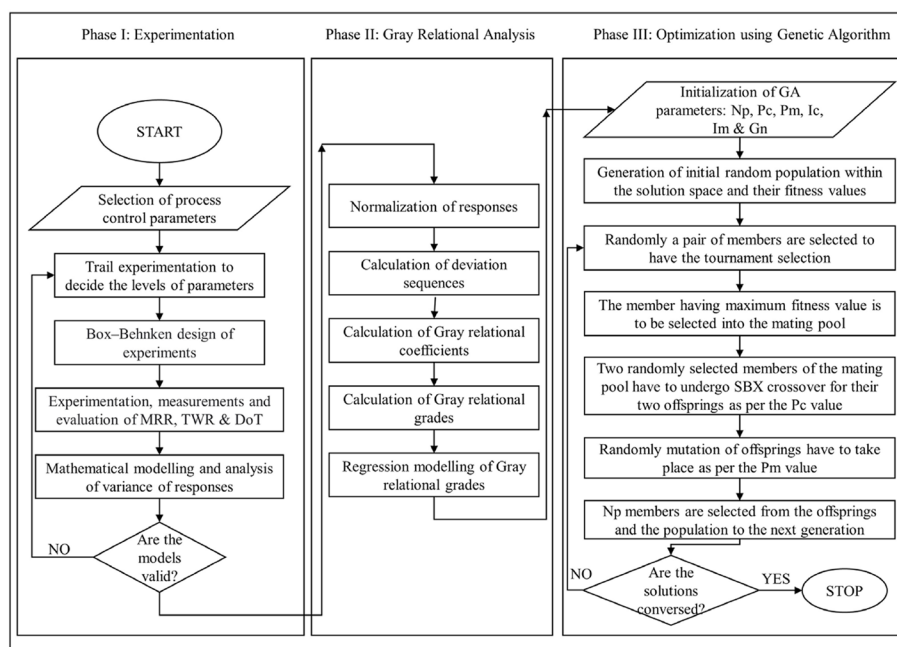 Phase I: Experimentation
START
Selection of process
control parameters
Trail experimentation to
decide the levels of parameters
Box–Behnken design of
experiments
Experimentation, measurements and
evaluation of MRR, TWR & DoT
Mathematical modelling and analysis
of variance of responses
Are the
models
valid?
NO
Phase II: Gray Relational Analysis
Normalization of responses
Calculation of deviation
sequences
Calculation of Gray relational
coefficients
Calculation of Gray relational
grades
Regression modelling of Gray
relational grades
Phase III: Optimization using Genetic Algorithm
Initialization of GA
parameters: Np, Pc, Pm, Ic,
Im & Gn
Generation of initial random population within
the solution space and their fitness values
Randomly a pair of members are selected to
have the tournament selection
The member having maximum fitness value is
to be selected into the mating pool
Two randomly selected members of the mating
pool have to undergo SBX crossover for their
two offsprings as per the Pc value
Randomly mutation of offsprings have to take
place as per the Pm value
Np members are selected from the offsprings
and the population to the next generation
Are the
solutions
conversed?
NO
YES
STOP